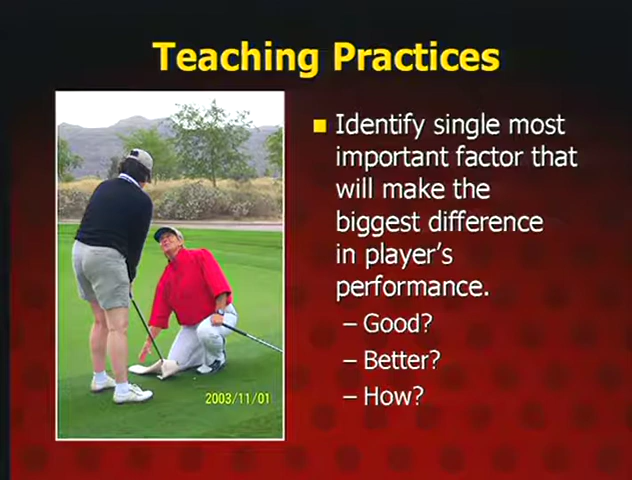 Teaching Practices
Identify single most
important factor that
will make the
biggest difference
in player's
performance.
– Good?
– Better?
– How?
2003/11/01